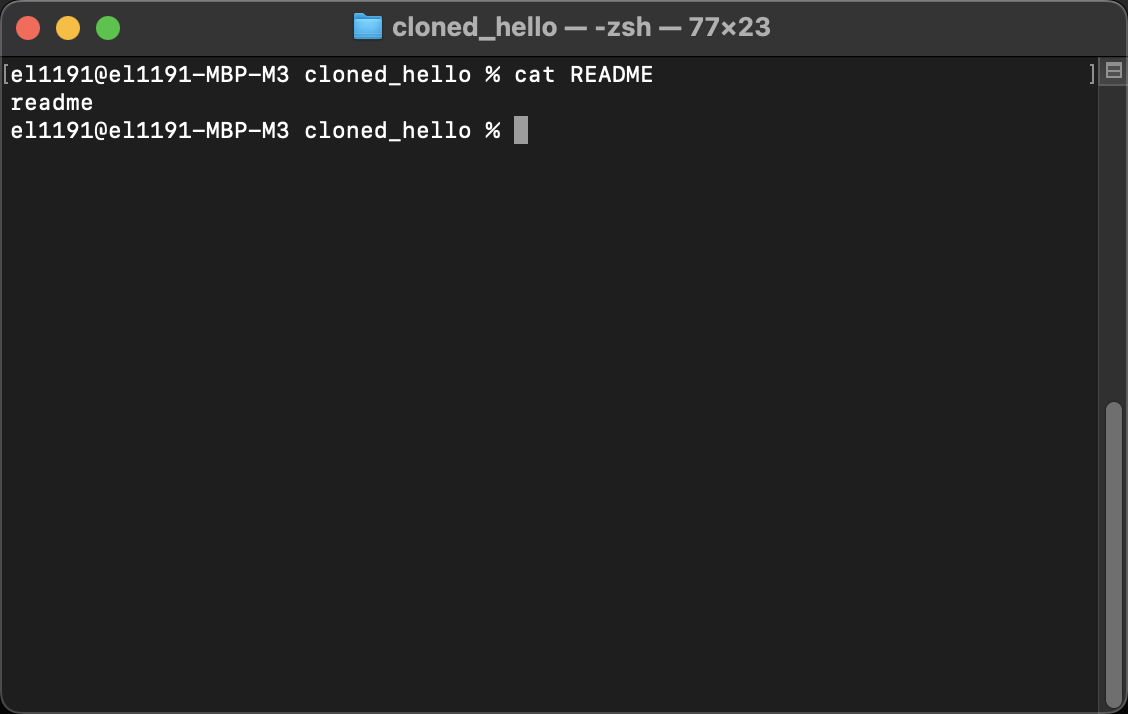 cloned_hello — -zsh — 77×23
[el1191@el1191-MBP-M3 cloned_hello % cat README ]
readme
el1191@el1191-MBP-M3 cloned_hello %